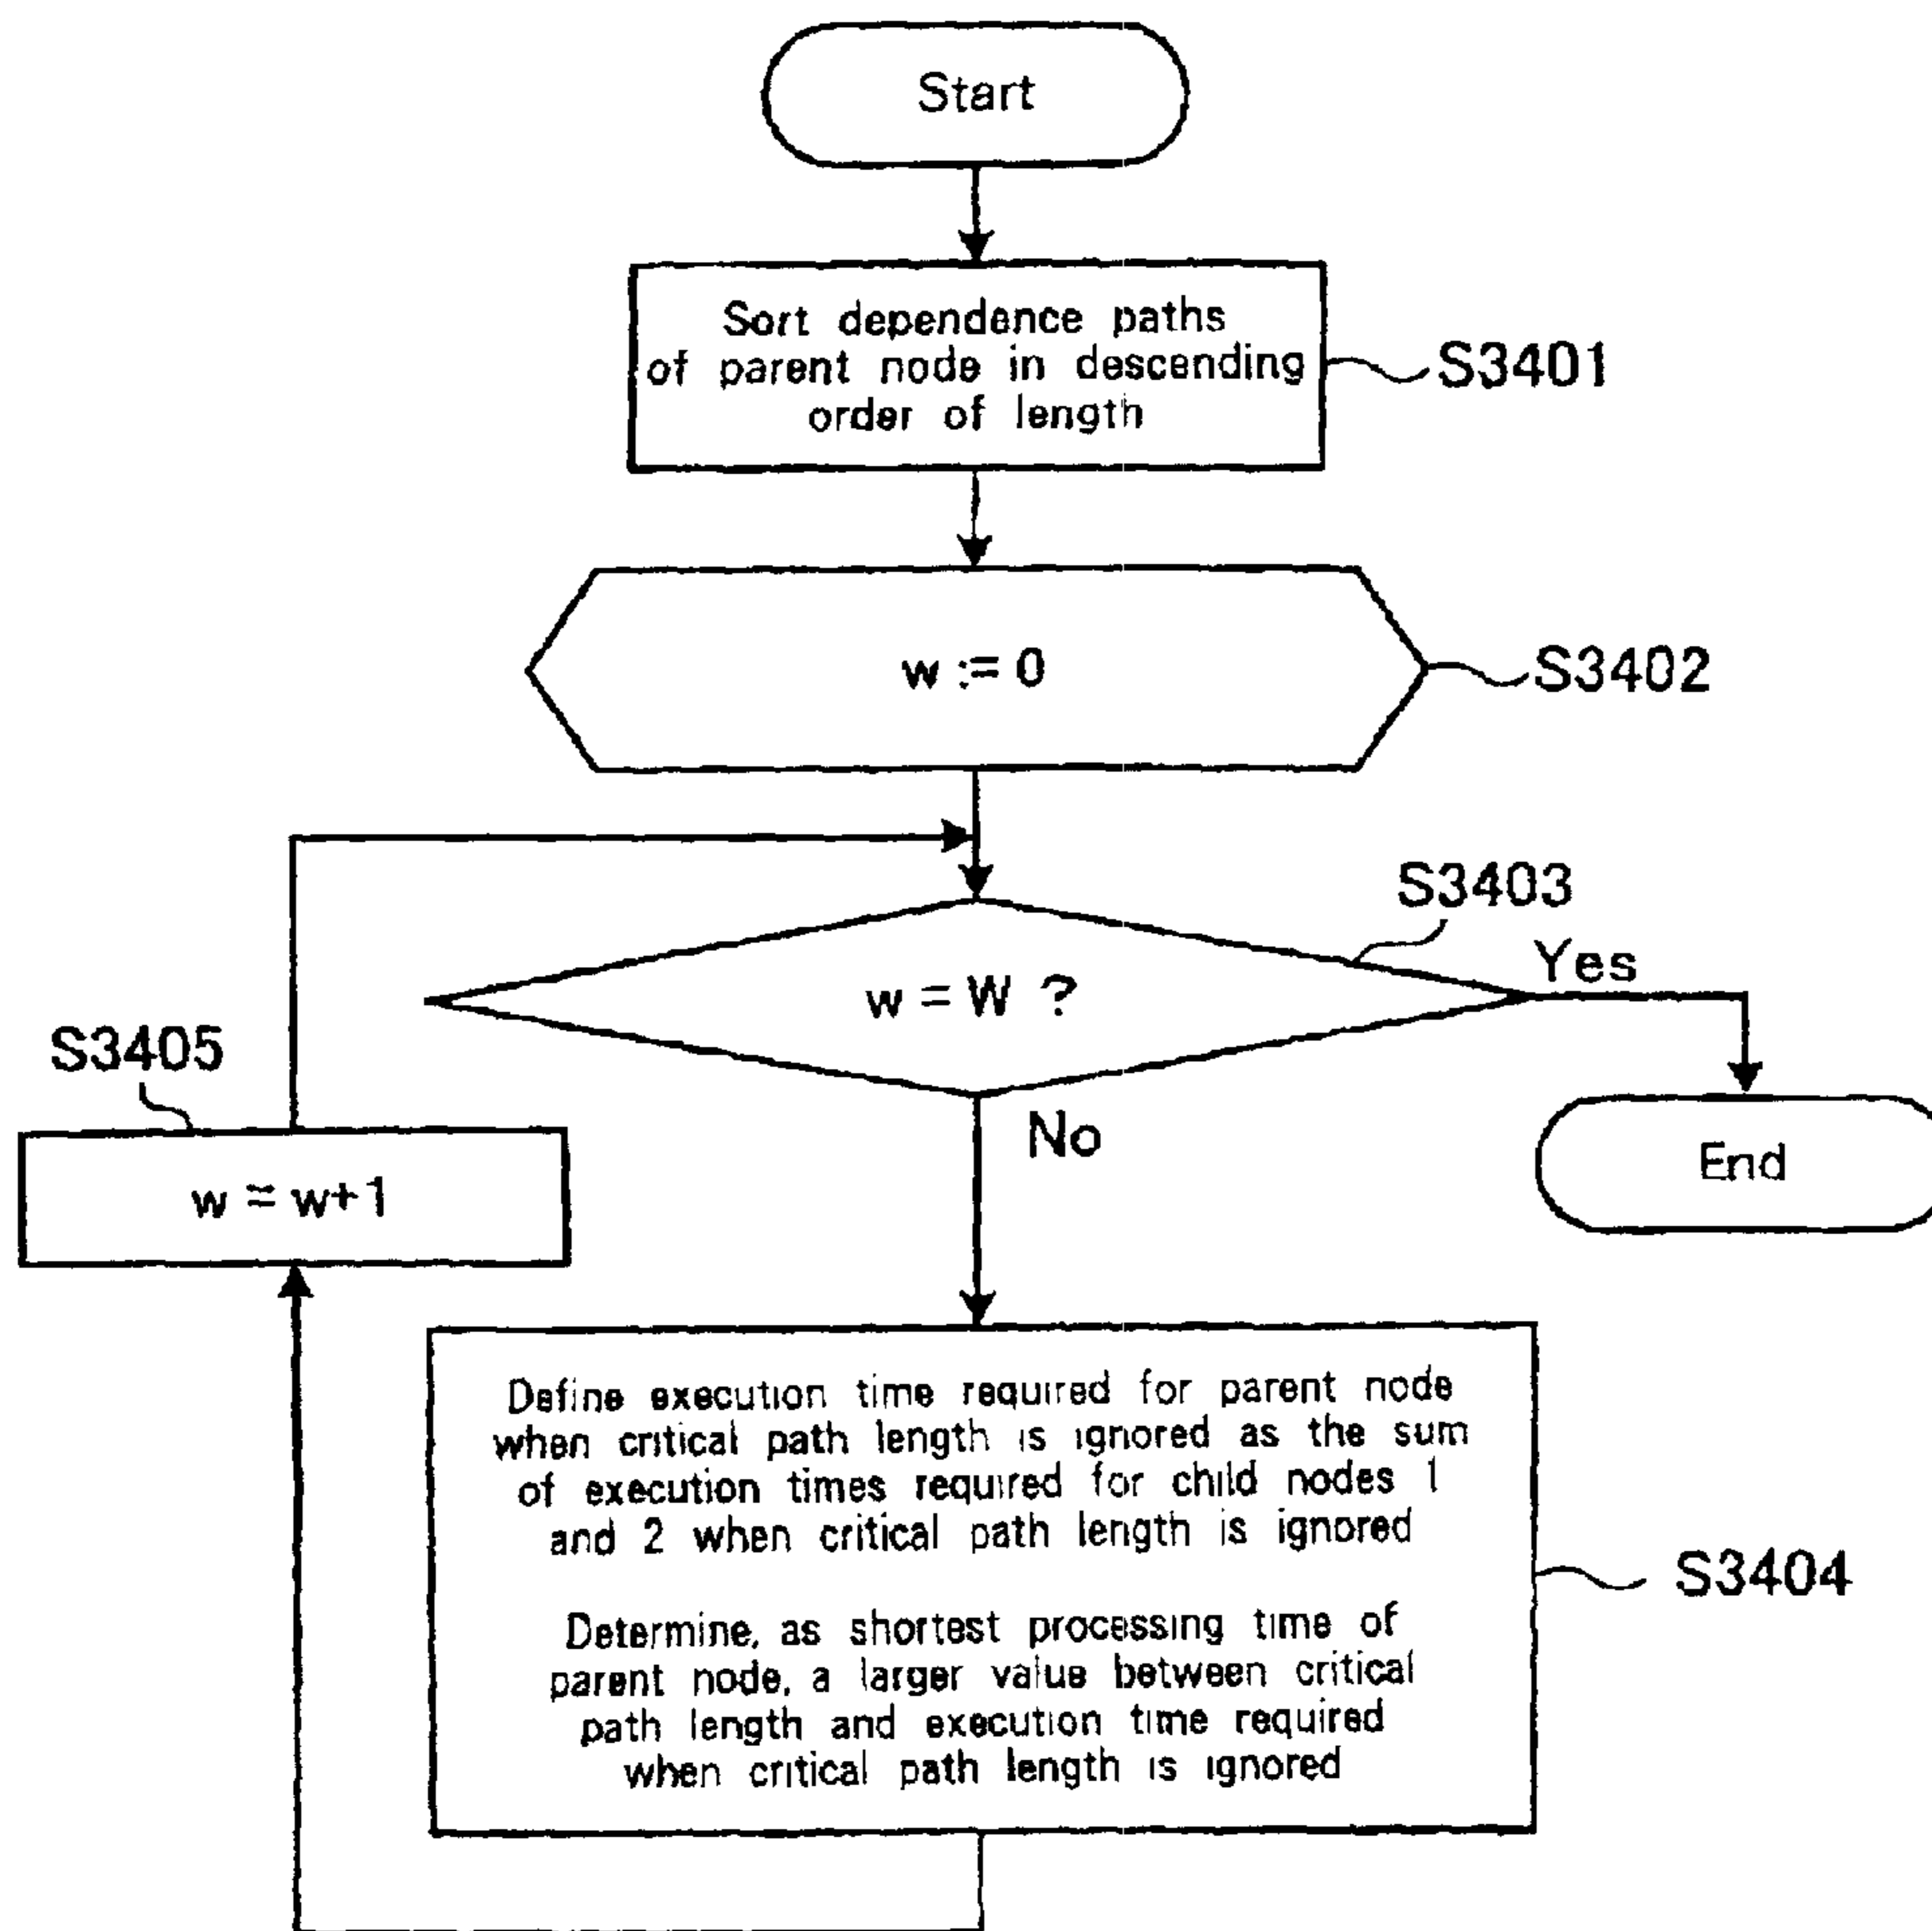 Start
Sort dependence paths
of parent node in descending
order of length
S3401
w := 0
S3402
S3403
w = W ?
Yes
S3405
No
w = w+1
End
Define execution time required for parent node
when critical path length is ignored as the sum
of execution times required for child nodes 1
and 2 when critical path length is ignored
Determine, as shortest processing time of
parent node, a larger value between critical
path length and execution time required
when critical path length is ignored
S3404